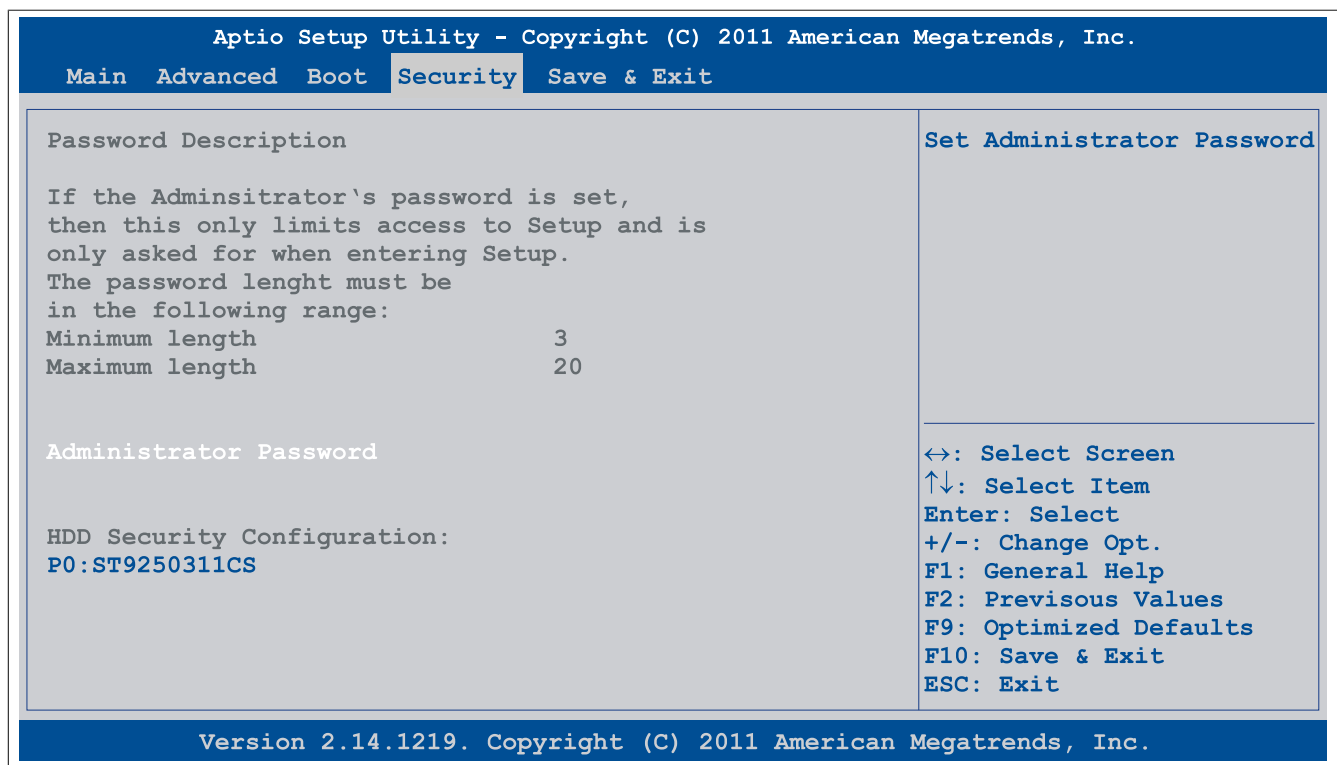 Aptio Setup Utility - Copyright (C) 2011 American Megatrends, Inc.
Main Advanced Boot Security Save & Exit
Password Description
If the Adminsitrator‘s password is set,
then this only limits access to Setup and is
only asked for when entering Setup.
The password lenght must be
in the following range:
Minimum length 3
Maximum length 20
Administrator Password
HDD Security Configuration:
P0:ST9250311CS
Set Administrator Password
↔: Select Screen
↑↓: Select Item
Enter: Select
+/-: Change Opt.
F1: General Help
F2: Previsous Values
F9: Optimized Defaults
F10: Save & Exit
ESC: Exit
Version 2.14.1219. Copyright (C) 2011 American Megatrends, Inc.